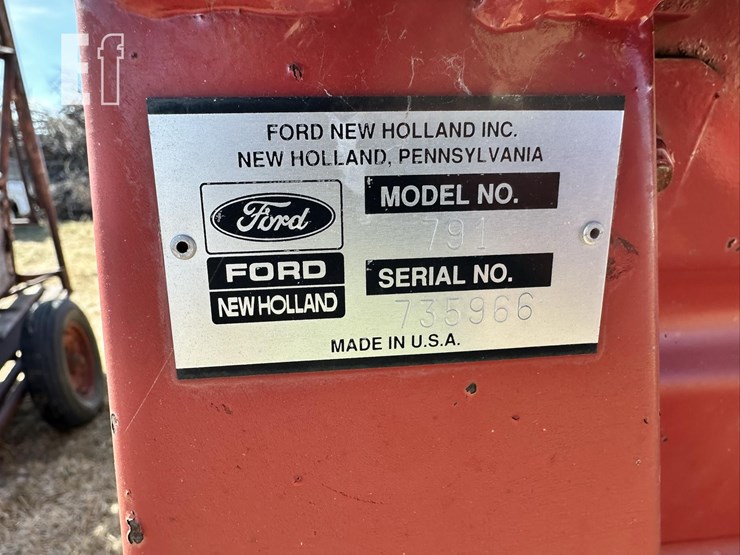 Ef
FORD NEW HOLLAND INC.
NEW HOLLAND, PENNSYLVANIA
Ford
FORD
NEW HOLLAND
MODEL NO.
791
SERIAL NO.
735966
MADE IN U.S.A.